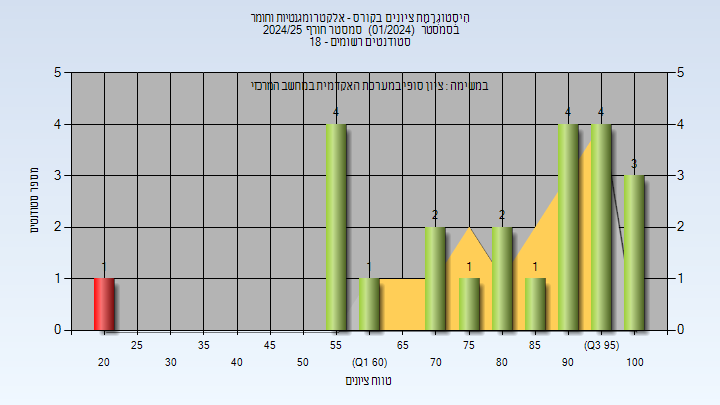 היסטוגרמת ציונים בקורס - אלקטרומגנטיות וחומר
בסמסטר (01/2024) סמסטר חורף 2024/25
סטודנטים רשומים - 18
במשימה : ציון סופי במערכת האקדמית במחשב המרכזי
מספר סטודנטים
5 5
4 4
3 3
2 2
1 1
0 0
1 4 1 2 1 2 1 4 4 3
25 35 45 55 65 75 85 (Q3 95)
20 30 40 50 (Q1 60) 70 80 90 100
טווח ציונים